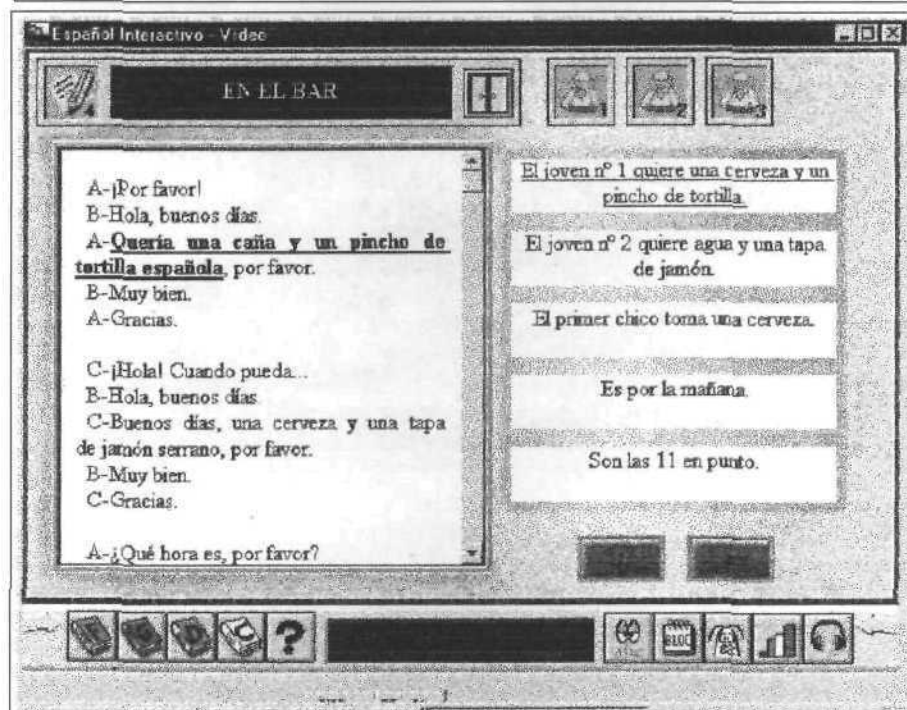 Español Interactivo - Video
EN EL BAR
1
2
3
A-¡Por favor!
B-Hola, buenos días.
A-Quería una caña y un pincho de
tortilla española, por favor.
B-Muy bien.
A-Gracias.
C-¡Hola! Cuando pueda...
B-Hola, buenos días.
C-Buenos días, una cerveza y una tapa
de jamón serrano, por favor.
B-Muy bien.
C-Gracias.
A-¿Qué hora es, por favor?
El joven nº 1 quiere una cerveza y un
pincho de tortilla.
El joven nº 2 quiere agua y una tapa
de jamón.
El primer chico toma una cerveza.
Es por la mañana.
Son las 11 en punto.
?
BLOC